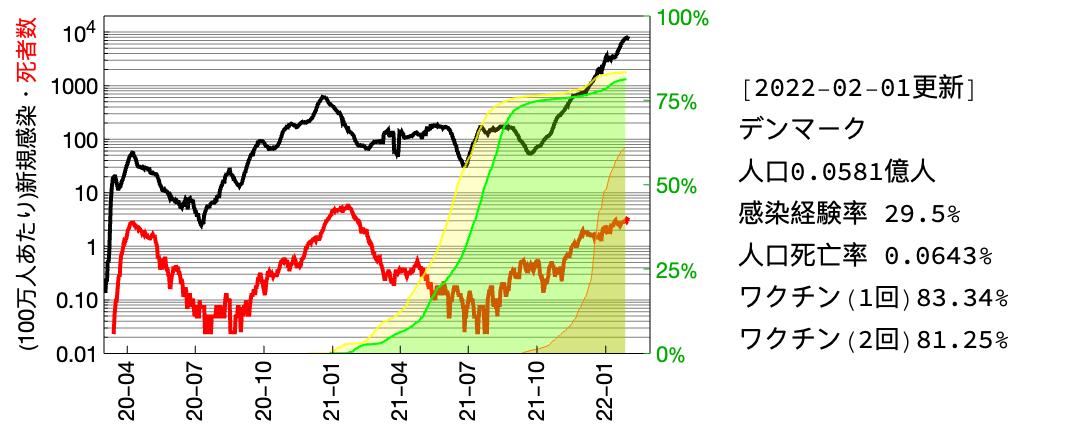 (100万人あたり)新規感染・死者数
10^4
1000
100
10
1
0.10
0.01
100%
75%
50%
25%
0%
20-04
20-07
20-10
21-01
21-04
21-07
21-10
22-01
[2022-02-01更新]
デンマーク
人口0.0581億人
感染経験率 29.5%
人口死亡率 0.0643%
ワクチン(1回)83.34%
ワクチン(2回)81.25%